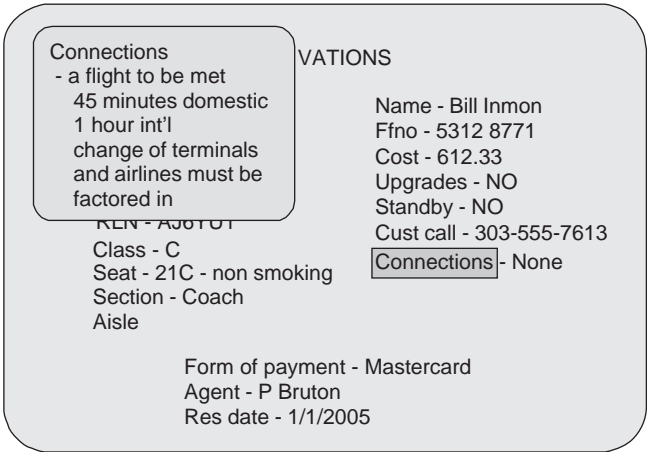 Connections
- a flight to be met
45 minutes domestic
1 hour int'l
change of terminals
and airlines must be
factored in
VATIONS
Name - Bill Inmon
Ffno - 5312 8771
Cost - 612.33
Upgrades - NO
Standby - NO
Cust call - 303-555-7613
Connections - None
Class - C
Seat - 21C - non smoking
Section - Coach
Aisle
Form of payment - Mastercard
Agent - P Bruton
Res date - 1/1/2005